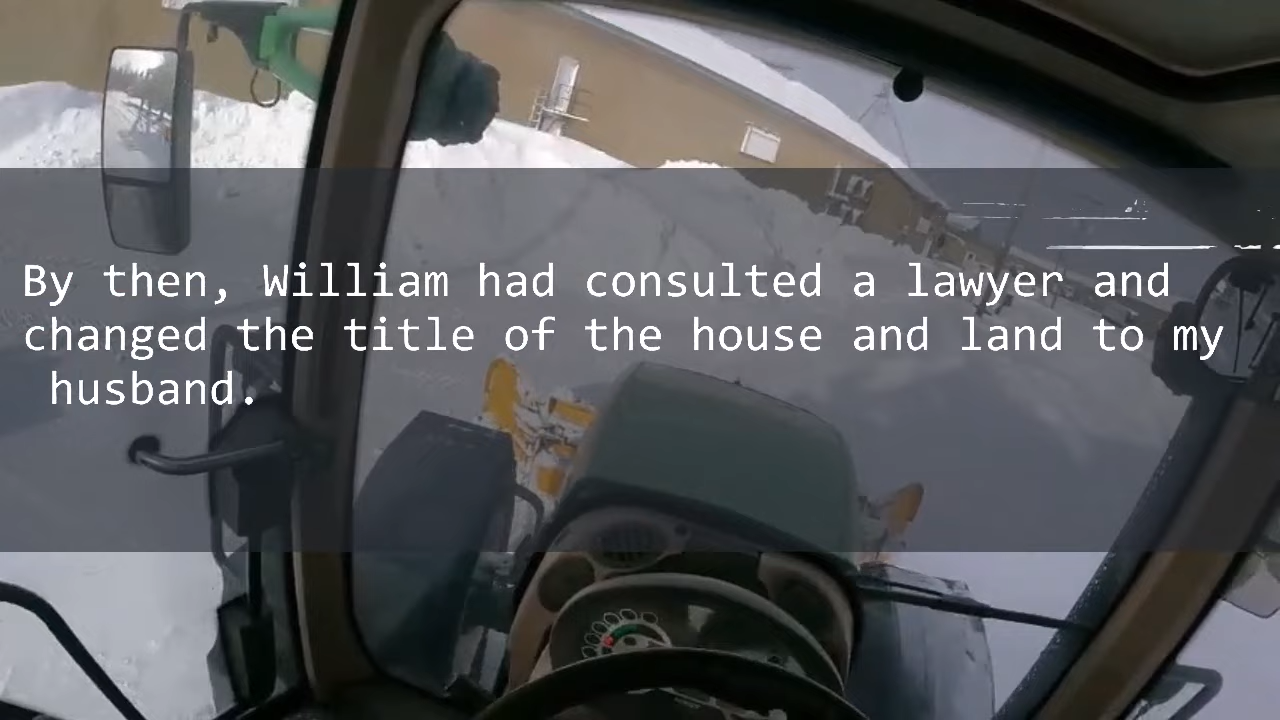 By then, William had consulted a lawyer and
changed the title of the house and land to my
husband.